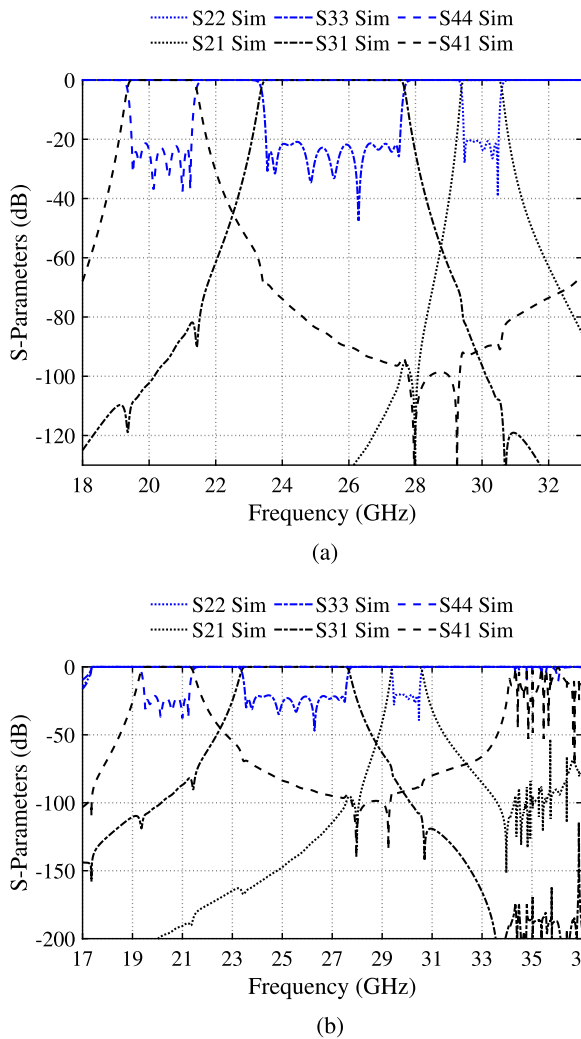 S22 Sim S33 Sim S44 Sim
S21 Sim S31 Sim S41 Sim
0
-20
-40
-60
-80
-100
-120
S-Parameters (dB)
18 20 22 24 26 28 30 32
Frequency (GHz)
(a)
S22 Sim S33 Sim S44 Sim
S21 Sim S31 Sim S41 Sim
0
-50
-100
-150
-200
S-Parameters (dB)
17 19 21 23 25 27 29 31 33 35 3
Frequency (GHz)
(b)